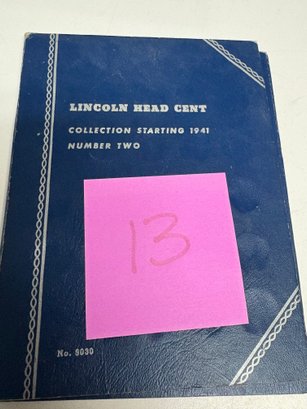 LINCOLN HEAD CENT
COLLECTION STARTING 1941
NUMBER TWO
13
No. 9030